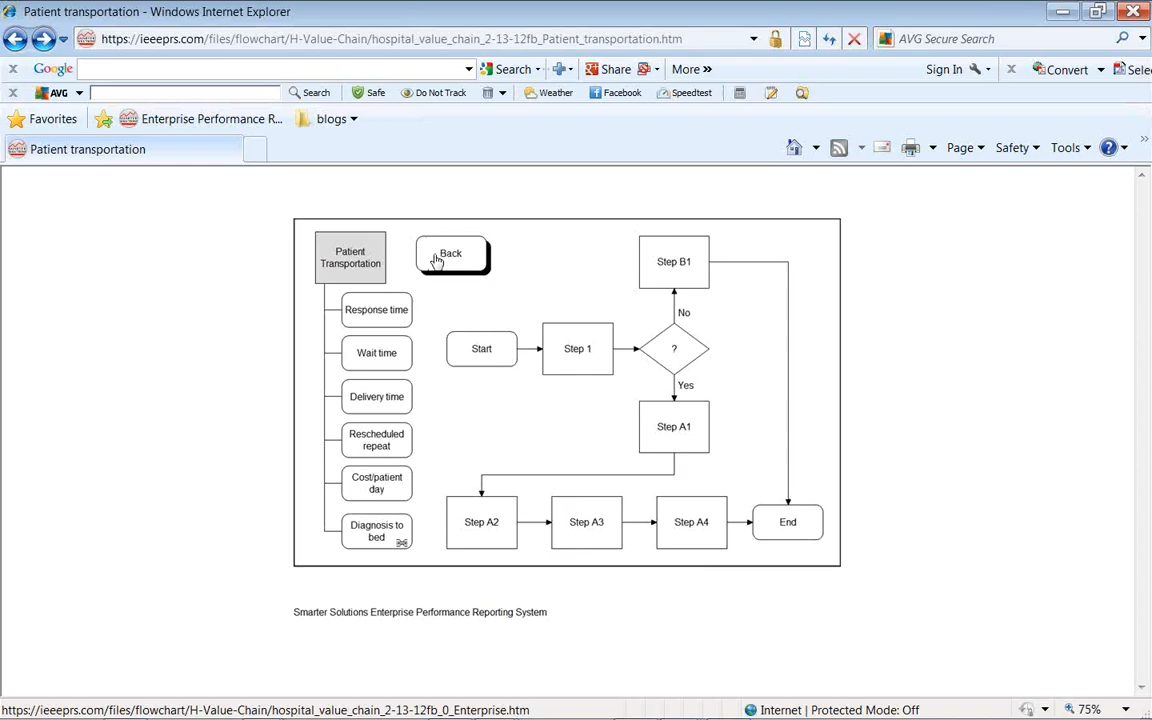 Patient transportation - Windows Internet Explorer
https://ieeeprs.com/files/flowchart/H-Value-Chain/hospital_value_chain_2-13-12fb_Patient_transportation.htm
AVG Secure Search
x Google Search Share More » Sign In x Convert Selec
x AVG Search Safe Do Not Track Weather Facebook Speedtest
Favorites Enterprise Performance R... blogs
Patient transportation
Page Safety Tools
Patient
Transportation
Back
Response time
Wait time
Delivery time
Rescheduled
repeat
Cost/patient
day
Diagnosis to
bed
Start
Step 1
?
No
Step B1
Yes
Step A1
Step A2
Step A3
Step A4
End
Smarter Solutions Enterprise Performance Reporting System
https://ieeeprs.com/files/flowchart/H-Value-Chain/hospital_value_chain_2-13-12fb_0_Enterprise.htm
Internet | Protected Mode: Off
75%